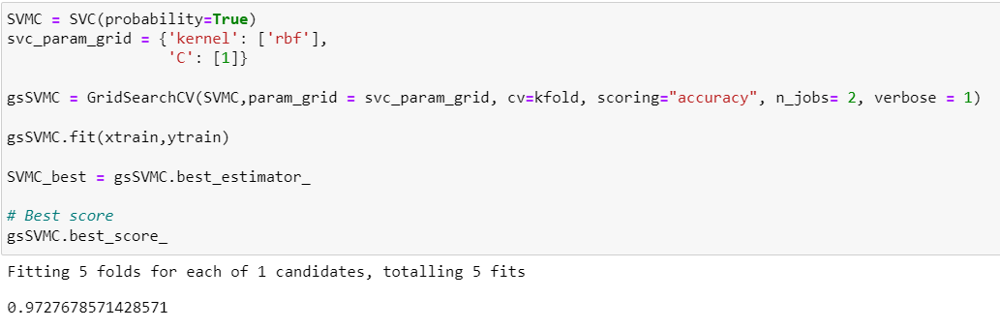 SVMC = SVC(probability=True)
svc_param_grid = {'kernel': ['rbf'],
'C': [1]}
gsSVMC = GridSearchCV(SVMC,param_grid = svc_param_grid, cv=kfold, scoring="accuracy", n_jobs= 2, verbose = 1)
gsSVMC.fit(xtrain,ytrain)
SVMC_best = gsSVMC.best_estimator_
# Best score
gsSVMC.best_score_
Fitting 5 folds for each of 1 candidates, totalling 5 fits
0.9727678571428571